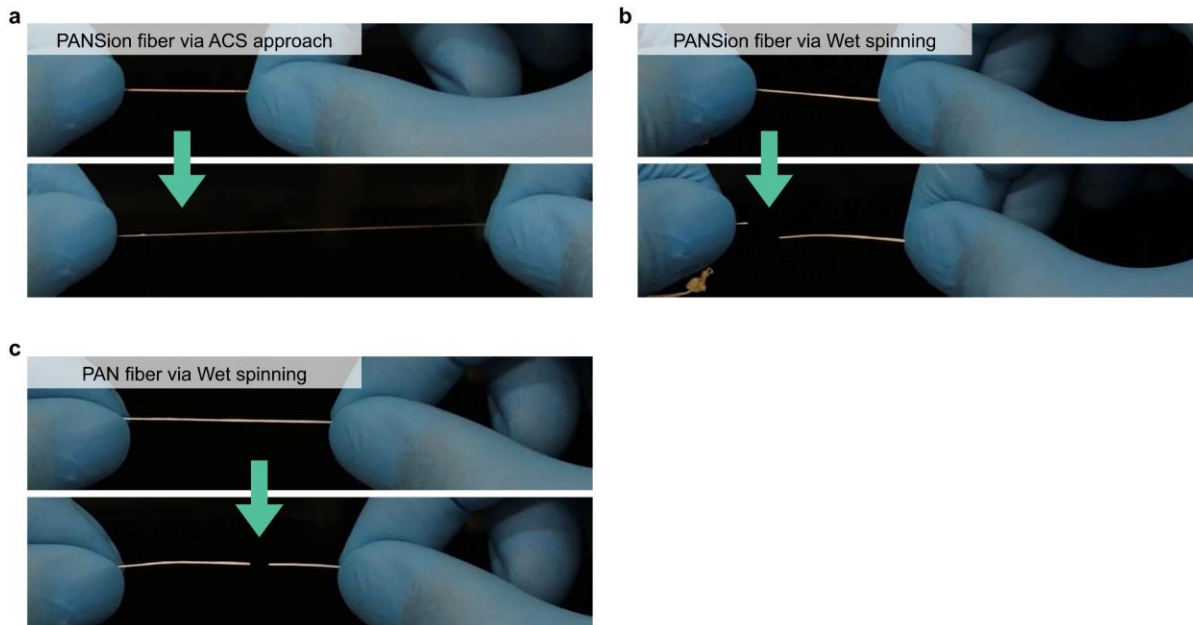 a
PANSion fiber via ACS approach
b
PANSion fiber via Wet spinning
c
PAN fiber via Wet spinning